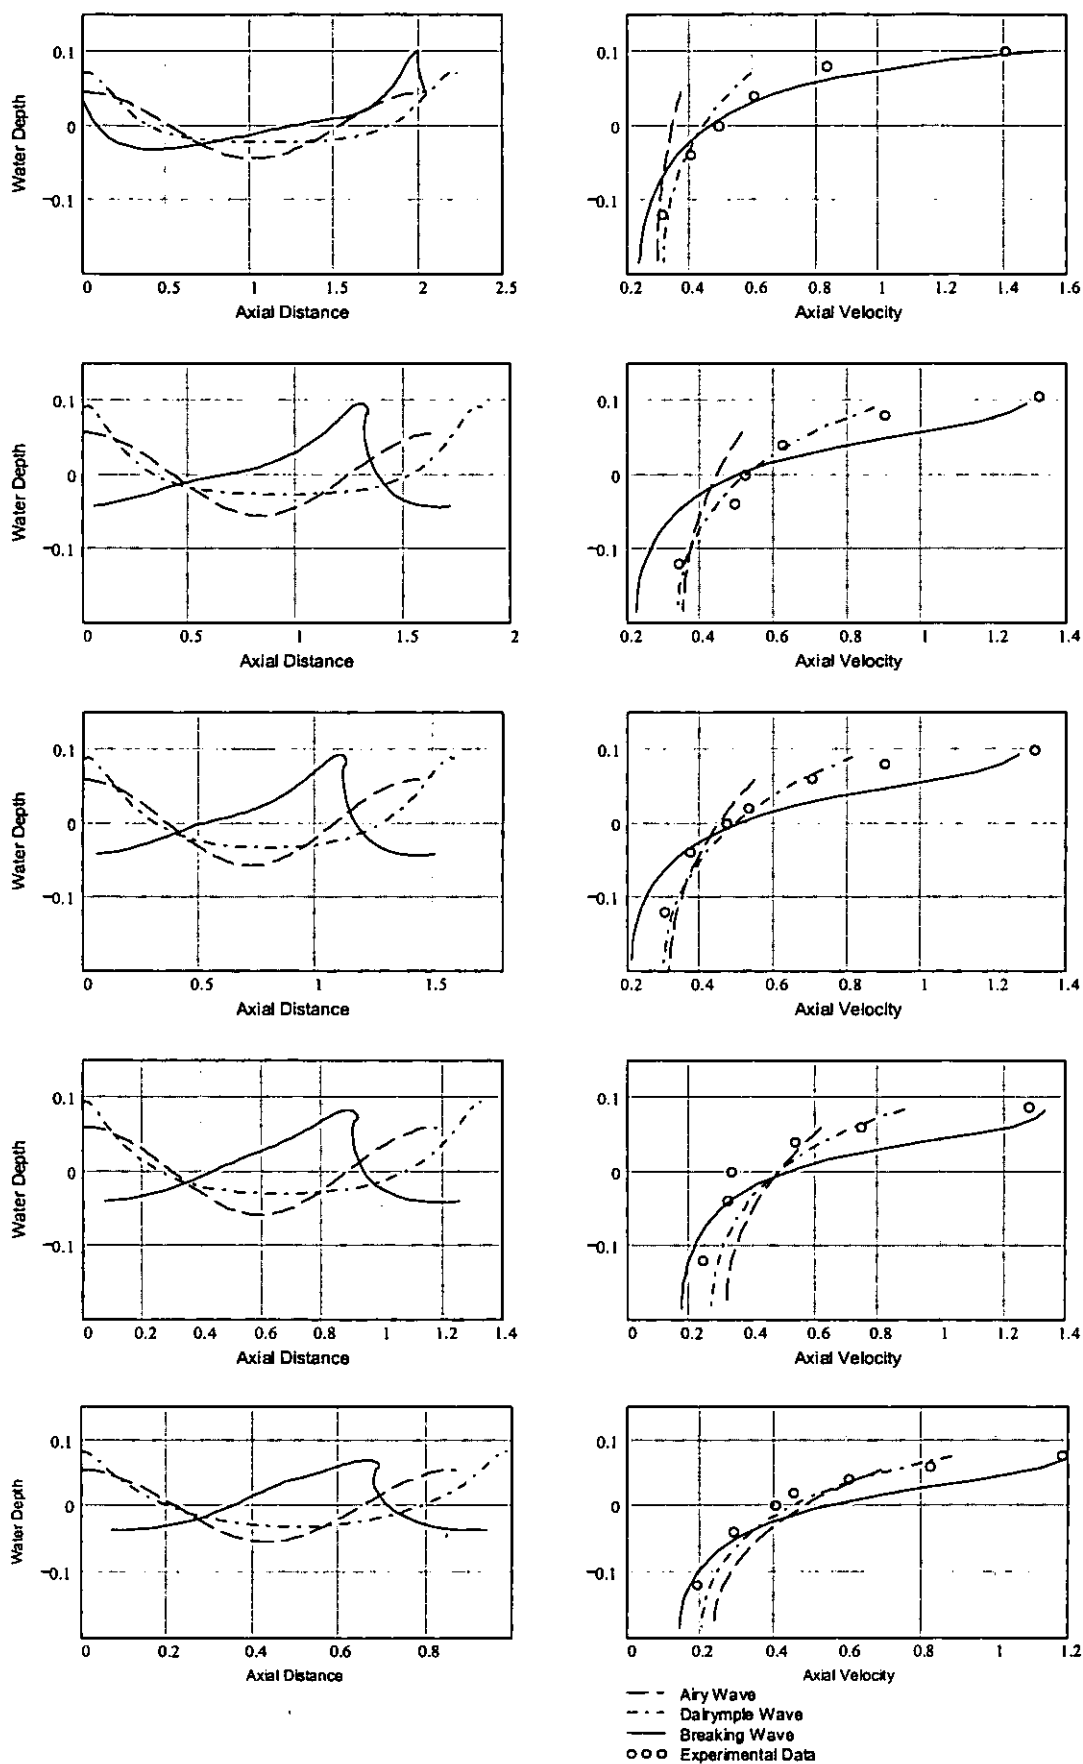 0.1
0
−0.1
Water Depth
0 0.5 1 1.5 2 2.5
Axial Distance
0.1
0
−0.1
0.2 0.4 0.6 0.8 1 1.2 1.4 1.6
Axial Velocity
0.1
0
−0.1
Water Depth
0 0.5 1 1.5 2
Axial Distance
0.1
0
−0.1
0.2 0.4 0.6 0.8 1 1.2 1.4
Axial Velocity
0.1
0
−0.1
Water Depth
0 0.5 1 1.5
Axial Distance
0.1
0
−0.1
0.2 0.4 0.6 0.8 1 1.2 1.4
Axial Velocity
0.1
0
−0.1
Water Depth
0 0.2 0.4 0.6 0.8 1 1.2 1.4
Axial Distance
0.1
0
−0.1
0 0.2 0.4 0.6 0.8 1 1.2 1.4
Axial Velocity
0.1
0
−0.1
Water Depth
0 0.2 0.4 0.6 0.8
Axial Distance
0.1
0
−0.1
0 0.2 0.4 0.6 0.8 1 1.2
Axial Velocity
Airy Wave
Dalrymple Wave
Breaking Wave
Experimental Data